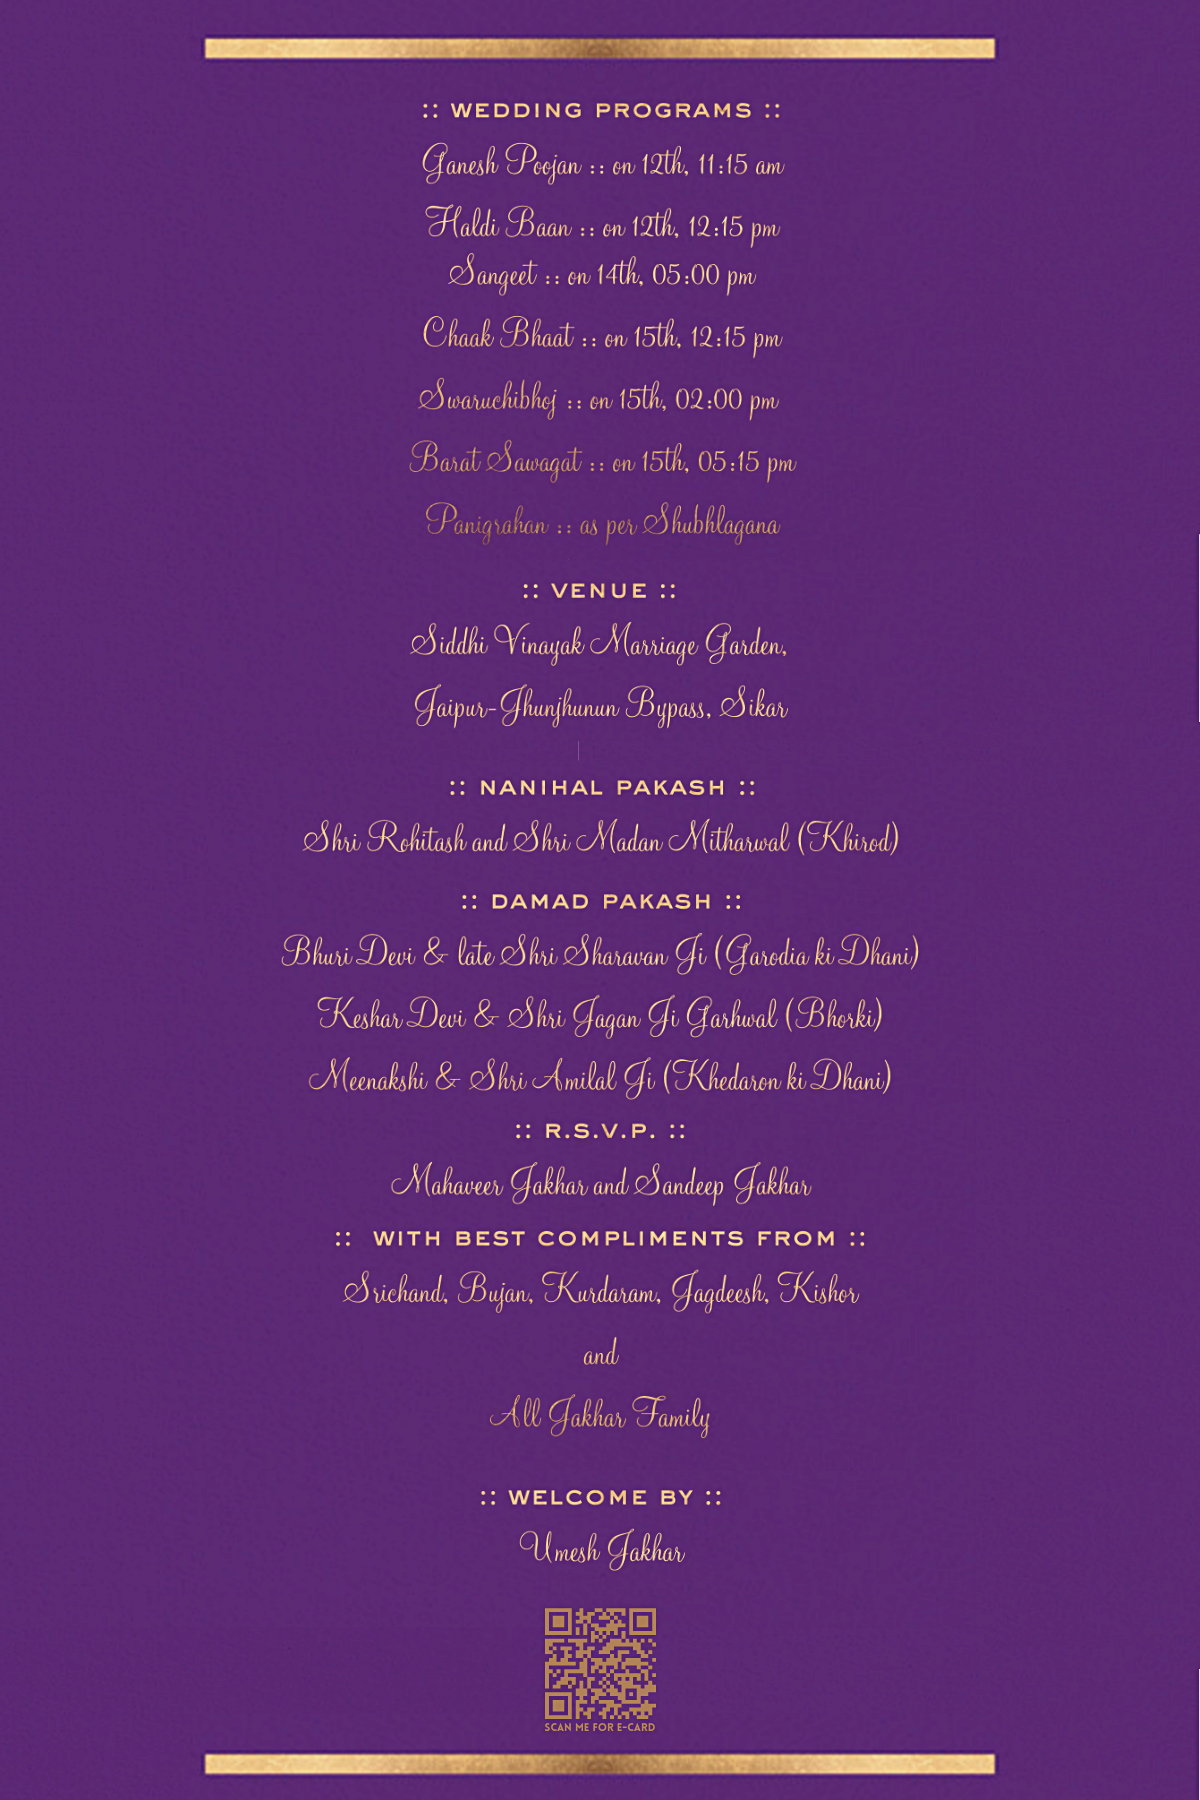 :: WEDDING PROGRAMS ::
Ganesh Poojan :: on 12th, 11:15 am
Haldi Baan :: on 12th, 12:15 pm
Sangeet :: on 14th, 05:00 pm
Chaak Bhaat :: on 15th, 12:15 pm
Swaruchibhoj :: on 15th, 02:00 pm
Barat Sawagat :: on 15th, 05:15 pm
Panigrahan :: as per Shubhlagana
:: VENUE ::
Siddhi Vinayak Marriage Garden,
Jaipur-Jhunjhunun Bypass, Sikar
:: NANIHAL PAKASH ::
Shri Rohitash and Shri Madan Mitharwal (Khirod)
:: DAMAD PAKASH ::
Bhuri Devi & late Shri Sharavan Ji (Garodia ki Dhani)
Keshar Devi & Shri Jagan Ji Garhwal (Bhorki)
Meenakshi & Shri Amilal Ji (Khedaron ki Dhani)
:: R.S.V.P. ::
Mahaveer Jakhar and Sandeep Jakhar
:: WITH BEST COMPLIMENTS FROM ::
Srichand, Bujan, Kurdaram, Jagdeesh, Kishor
and
All Jakhar Family
:: WELCOME BY ::
Umesh Jakhar
SCAN ME FOR E-CARD